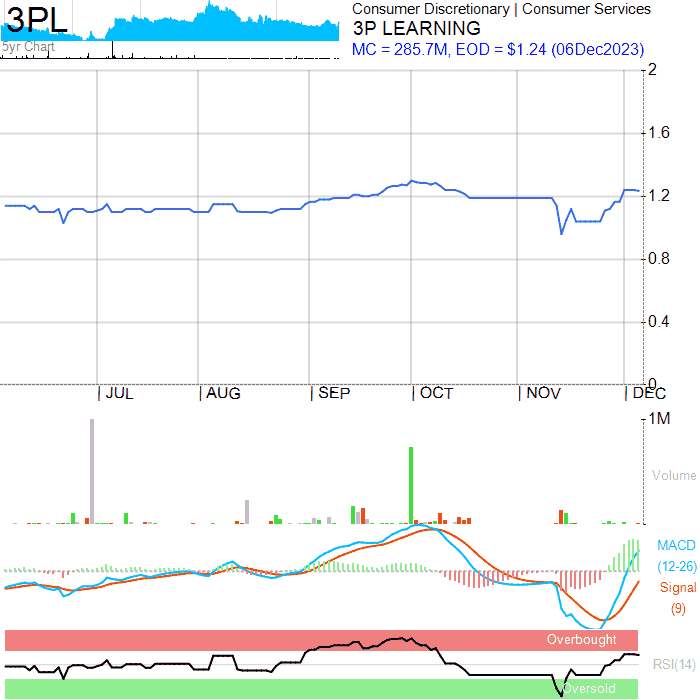 3PL
5yr Chart
Consumer Discretionary | Consumer Services
3P LEARNING
MC = 285.7M, EOD = $1.24 (06Dec2023)
2
1.6
1.2
0.8
0.4
0
| JUL | AUG | SEP | OCT | NOV | DEC
1M
Volume
MACD
(12-26)
Signal
(9)
Overbought
RSI(14)
Oversold